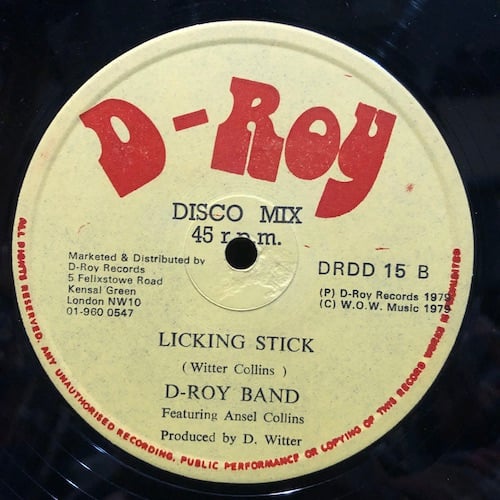 D-Roy
DISCO MIX
45 r.p.m.
Marketed & Distributed by
D-Roy Records
5 Felixstowe Road
Kensal Green
London NW10
01-960 0547
DRDD 15 B
(P) D-Roy Records 1979
(C) W.O.W. Music 1979
LICKING STICK
( Witter Collins )
D-ROY BAND
Featuring Ansel Collins
Produced by D. Witter
ALL RIGHTS RESERVED. ANY UNAUTHORISED RECORDING, PUBLIC PERFORMANCE OR COPYING OF THIS RECORD WORKS IS PROHIBITED